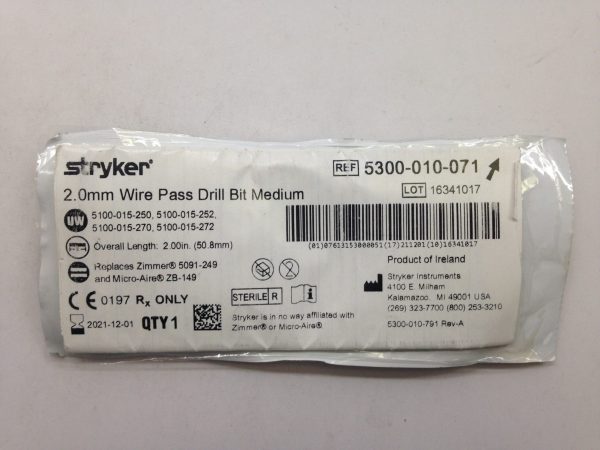 stryker®
REF 5300-010-071
2.0mm Wire Pass Drill Bit Medium
LOT 16341017
UW 5100-015-250, 5100-015-252,
5100-015-270, 5100-015-272
(01)07613153000051(17)211201(10)16341017
Overall Length: 2.00in. (50.8mm)
Replaces Zimmer® 5091-249
and Micro-Aire® ZB-149
Product of Ireland
Stryker Instruments
4100 E. Milham
Kalamazoo, MI 49001 USA
(269) 323-7700 (800) 253-3210
CE 0197 Rx ONLY
STERILE R
2021-12-01 QTY 1
Stryker is in no way affiliated with
Zimmer® or Micro-Aire®
5300-010-791 Rev-A